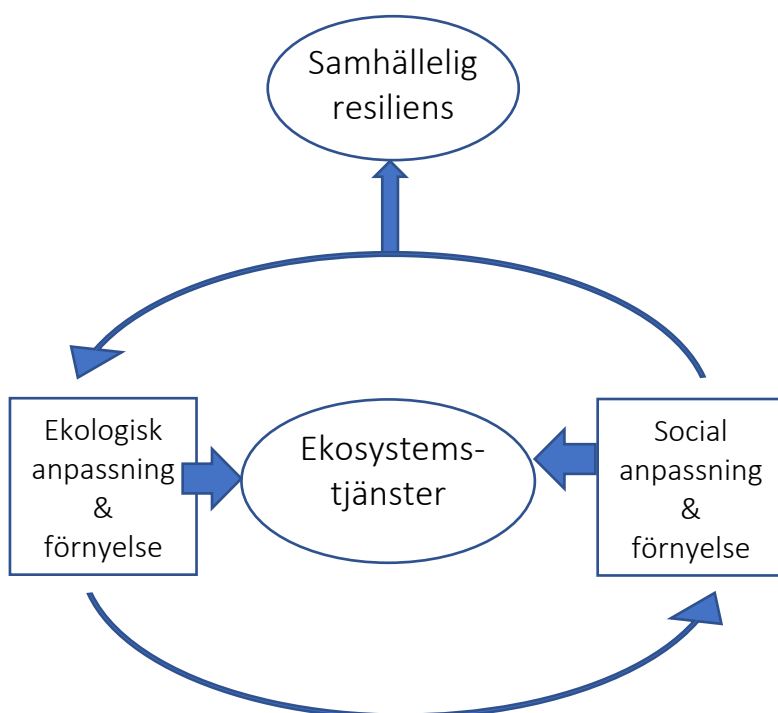 Samhällelig
resiliens
Ekologisk
anpassning
&
förnyelse
Ekosystems-
tjänster
Social
anpassning
&
förnyelse